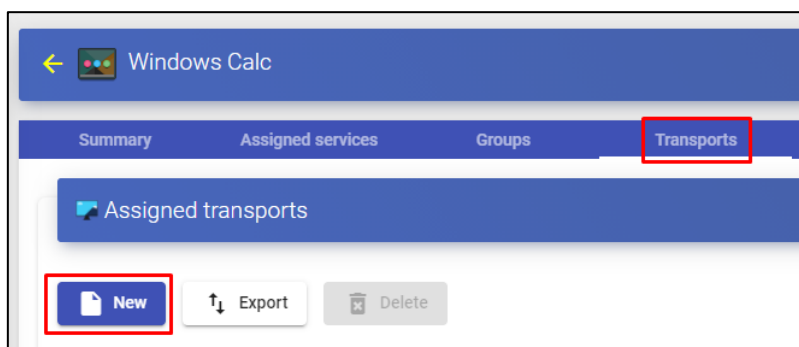 Windows Calc
Summary Assigned services Groups Transports
Assigned transports
New Export Delete